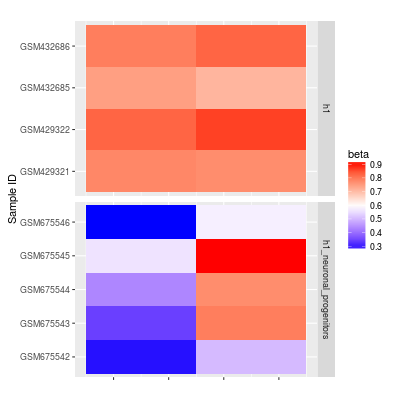 GSM432686
GSM432685
GSM429322
GSM429321
h1
GSM675546
GSM675545
GSM675544
GSM675543
GSM675542
h1_neuronal_progenitors
Sample ID
beta
0.9
0.8
0.7
0.6
0.5
0.4
0.3